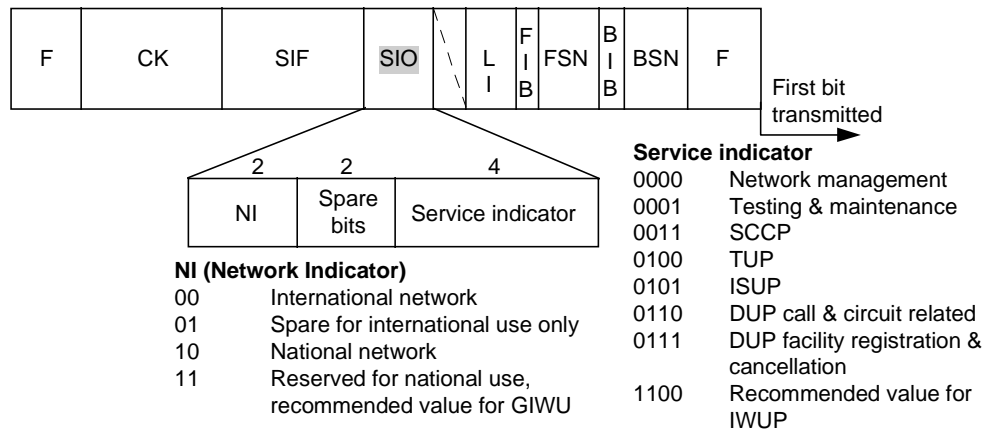 F CK SIF SIO LI FIB FSN BIB BSN F
First bit
transmitted
2 2 4
NI Spare bits Service indicator
NI (Network Indicator)
00 International network
01 Spare for international use only
10 National network
11 Reserved for national use,
recommended value for GIWU
Service indicator
0000 Network management
0001 Testing & maintenance
0011 SCCP
0100 TUP
0101 ISUP
0110 DUP call & circuit related
0111 DUP facility registration &
cancellation
1100 Recommended value for
IWUP